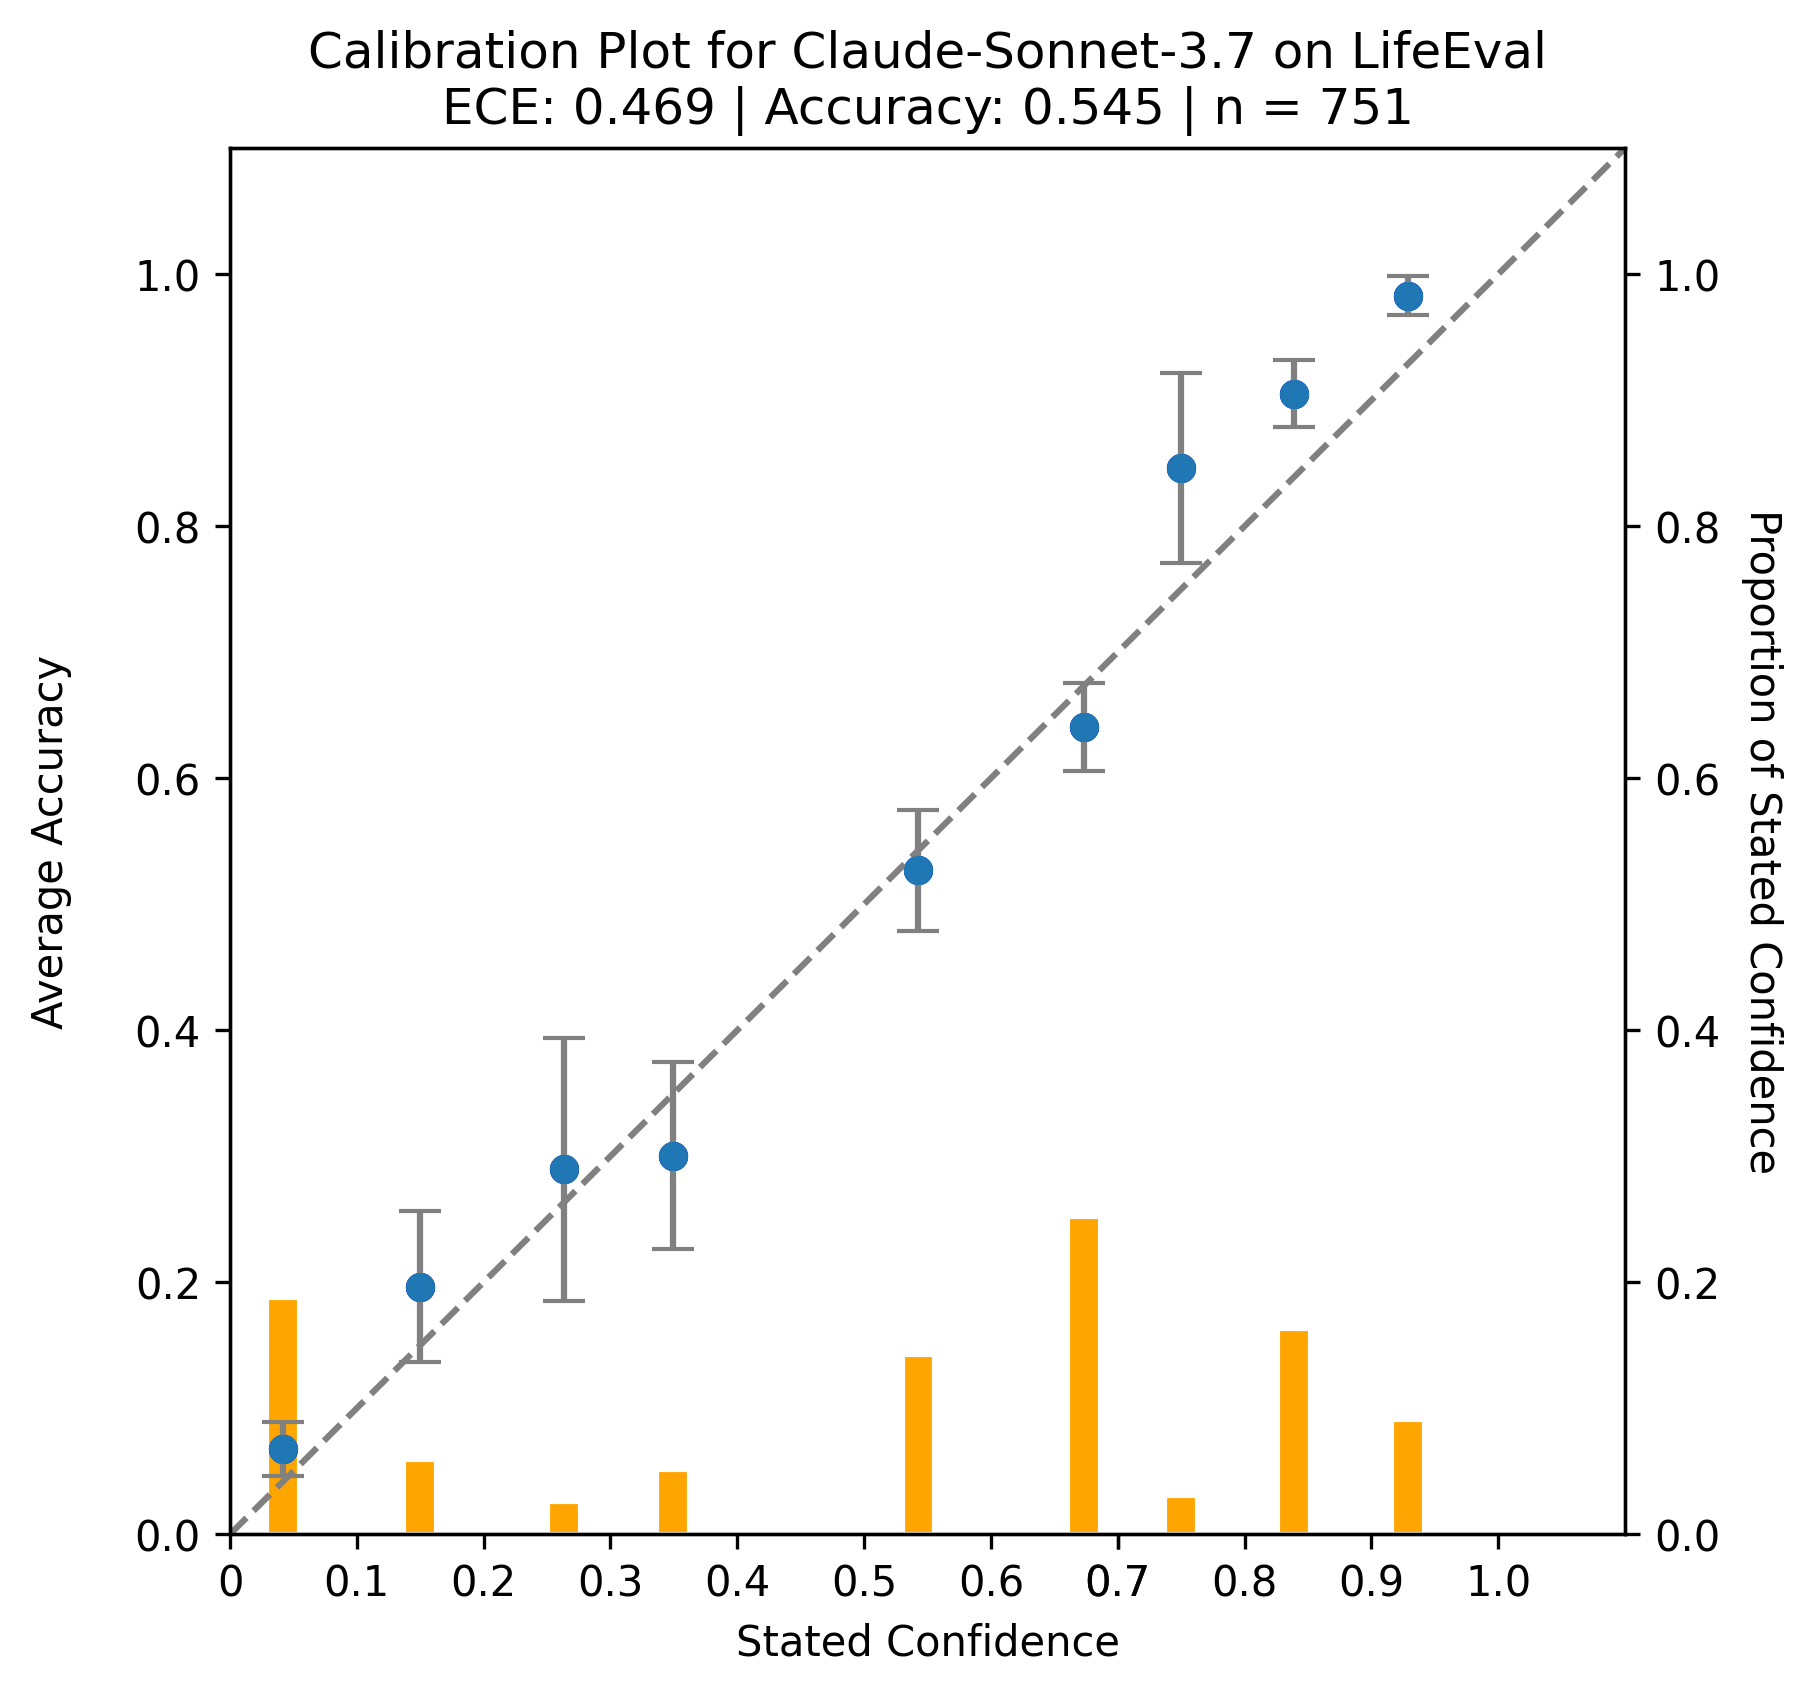 Calibration Plot for Claude-Sonnet-3.7 on LifeEval
ECE: 0.469 | Accuracy: 0.545 | n = 751
Average Accuracy
1.0
0.8
0.6
0.4
0.2
0.0
0 0.1 0.2 0.3 0.4 0.5 0.6 0.7 0.8 0.9 1.0
Stated Confidence
1.0
0.8
0.6
0.4
0.2
0.0
Proportion of Stated Confidence